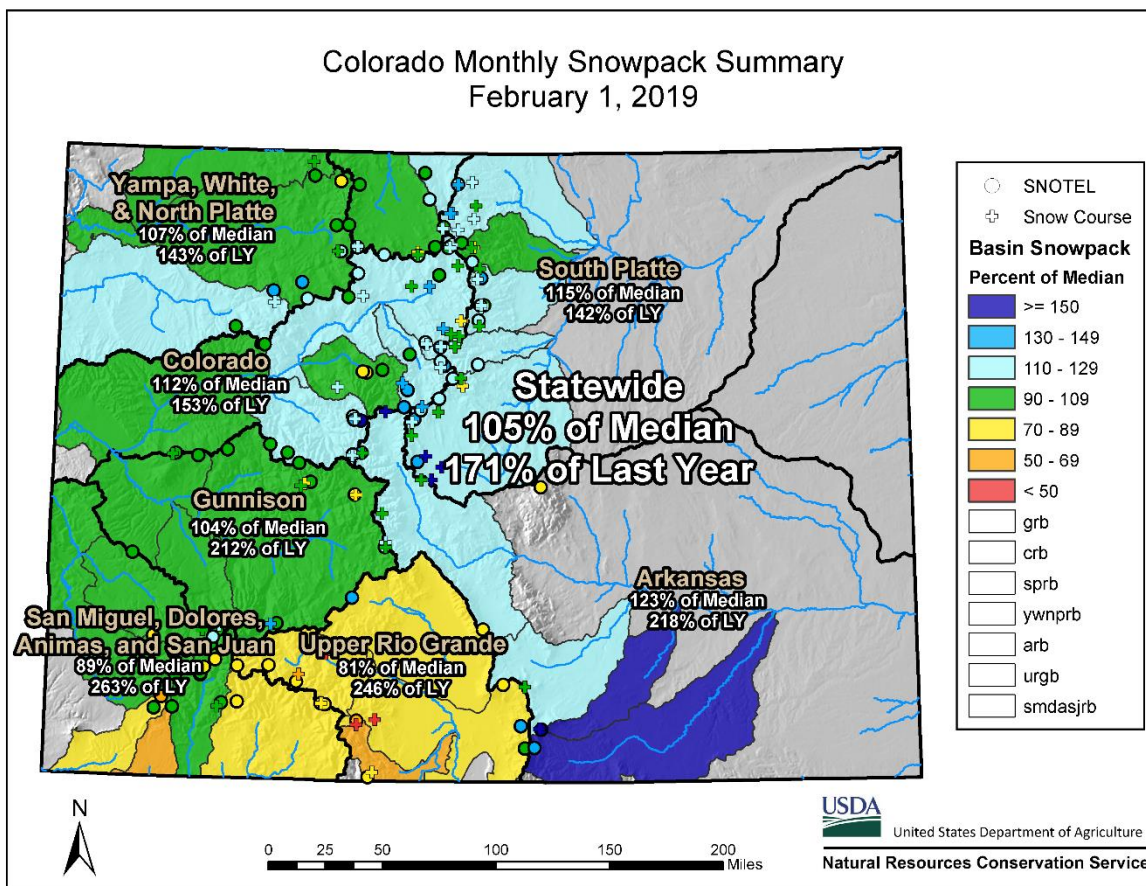 Colorado Monthly Snowpack Summary
February 1, 2019
Yampa, White,
& North Platte
107% of Median
143% of LY
South Platte
115% of Median
142% of LY
Colorado
112% of Median
153% of LY
Statewide
105% of Median
171% of Last Year
Gunnison
104% of Median
212% of LY
Arkansas
123% of Median
218% of LY
San Miguel, Dolores,
Animas, and San Juan
89% of Median
263% of LY
Upper Rio Grande
81% of Median
246% of LY
SNOTEL
Snow Course
Basin Snowpack
Percent of Median
>= 150
130 - 149
110 - 129
90 - 109
70 - 89
50 - 69
< 50
grb
crb
sprb
ywnprb
arb
urgb
smdasjrb
N
0 25 50 100 150 200
Miles
USDA
United States Department of Agriculture
Natural Resources Conservation Service